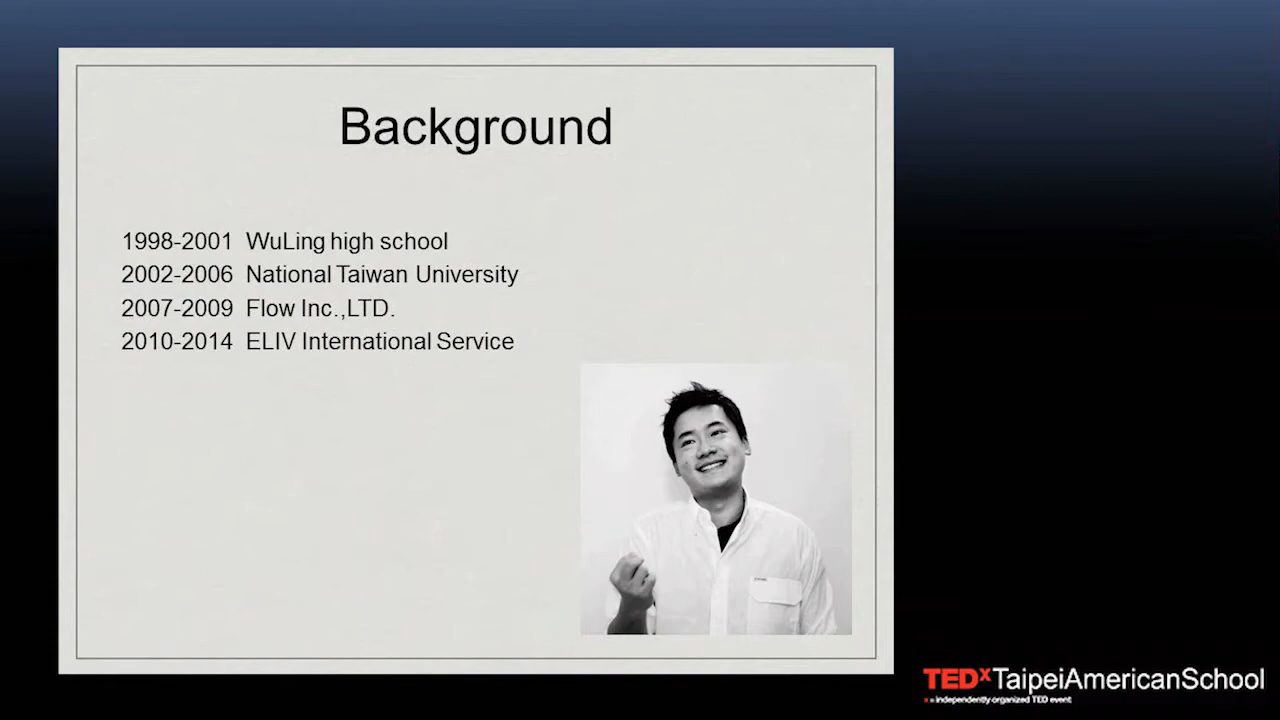 Background
1998-2001 WuLing high school
2002-2006 National Taiwan University
2007-2009 Flow Inc.,LTD.
2010-2014 ELIV International Service
TEDxTaipeiAmericanSchool
x = independently organized TED event